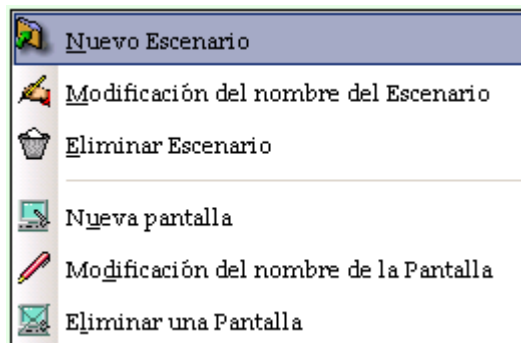 Nuevo Escenario
Modificación del nombre del Escenario
Eliminar Escenario
Nueva pantalla
Modificación del nombre de la Pantalla
Eliminar una Pantalla